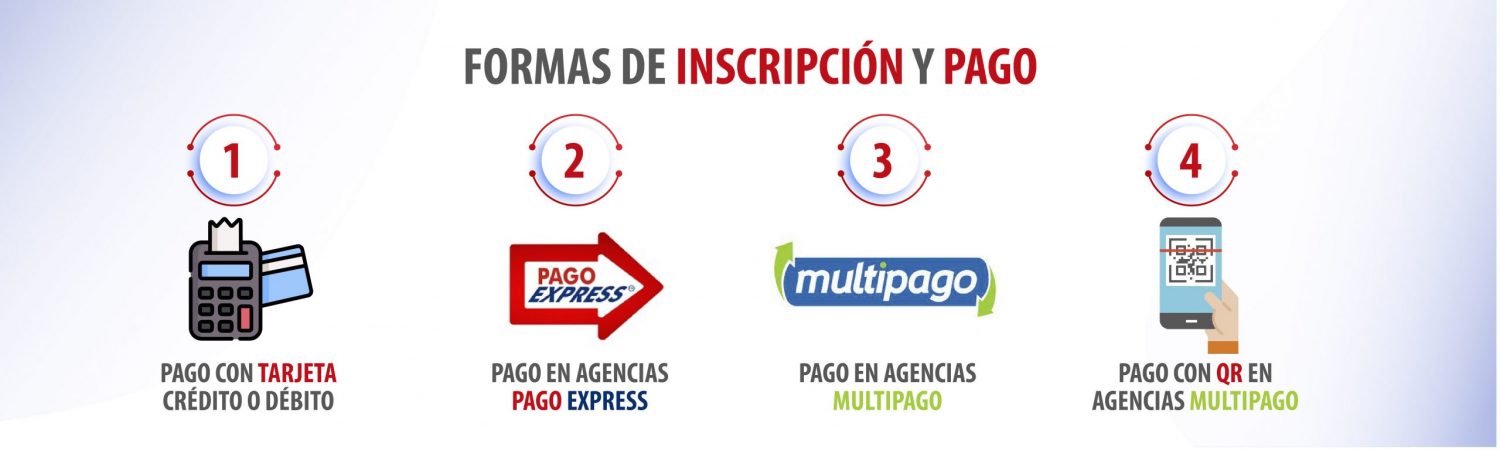 FORMAS DE INSCRIPCIÓN Y PAGO
1
PAGO CON TARJETA
CRÉDITO O DÉBITO
2
PAGO
EXPRESS
PAGO EN AGENCIAS
PAGO EXPRESS
3
multipago
PAGO EN AGENCIAS
MULTIPAGO
4
PAGO CON QR EN
AGENCIAS MULTIPAGO